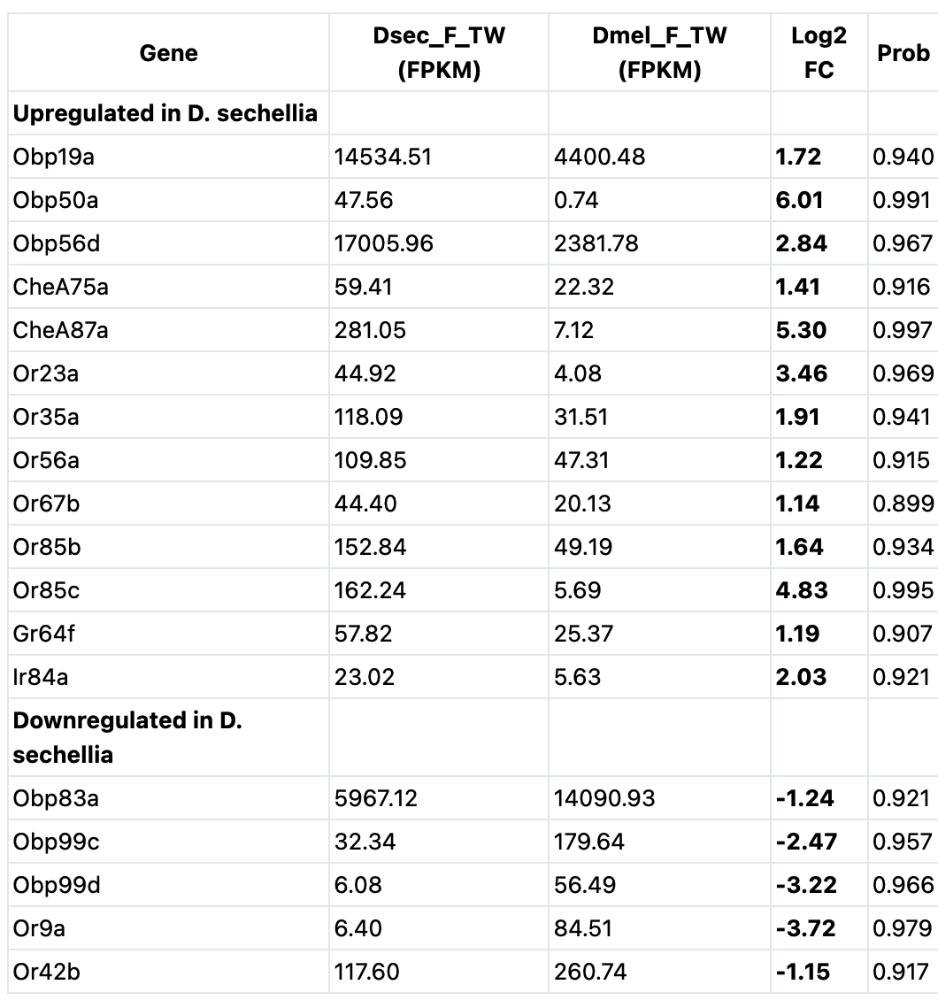 Gene Dsec_F_TW (FPKM) Dmel_F_TW (FPKM) Log2 FC Prob
Upregulated in D. sechellia
Obp19a 14534.51 4400.48 1.72 0.940
Obp50a 47.56 0.74 6.01 0.991
Obp56d 17005.96 2381.78 2.84 0.967
CheA75a 59.41 22.32 1.41 0.916
CheA87a 281.05 7.12 5.30 0.997
Or23a 44.92 4.08 3.46 0.969
Or35a 118.09 31.51 1.91 0.941
Or56a 109.85 47.31 1.22 0.915
Or67b 44.40 20.13 1.14 0.899
Or85b 152.84 49.19 1.64 0.934
Or85c 162.24 5.69 4.83 0.995
Gr64f 57.82 25.37 1.19 0.907
Ir84a 23.02 5.63 2.03 0.921
Downregulated in D.
sechellia
Obp83a 5967.12 14090.93 -1.24 0.921
Obp99c 32.34 179.64 -2.47 0.957
Obp99d 6.08 56.49 -3.22 0.966
Or9a 6.40 84.51 -3.72 0.979
Or42b 117.60 260.74 -1.15 0.917